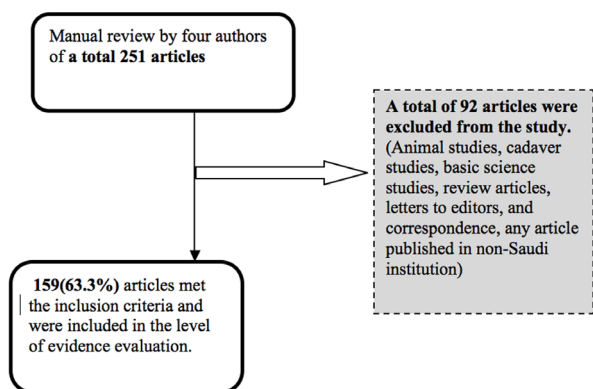 Manual review by four authors
of a total 251 articles
A total of 92 articles were
excluded from the study.
(Animal studies, cadaver
studies, basic science
studies, review articles,
letters to editors, and
correspondence, any article
published in non-Saudi
institution)
159(63.3%) articles met
the inclusion criteria and
were included in the level
of evidence evaluation.